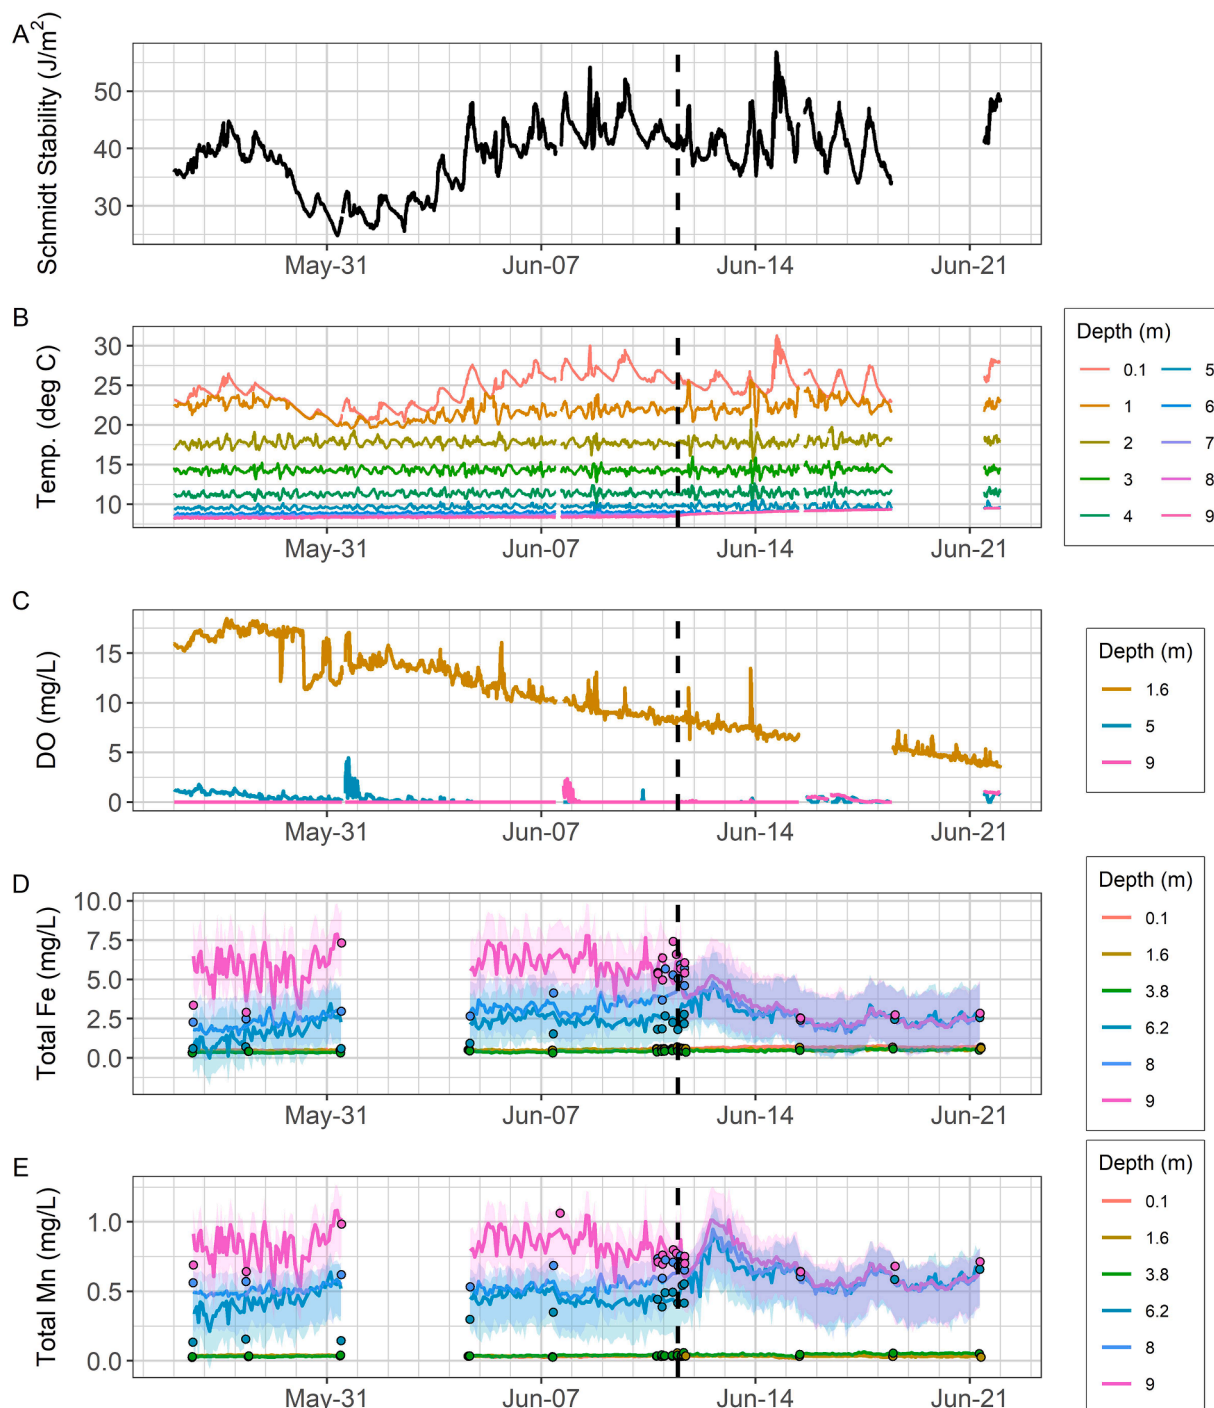 A
Schmidt Stability (J/m²)
50
40
30
May-31 Jun-07 Jun-14 Jun-21
B
Temp. (deg C)
30
25
20
15
10
May-31 Jun-07 Jun-14 Jun-21
Depth (m)
0.1 5
1 6
2 7
3 8
4 9
C
DO (mg/L)
15
10
5
0
May-31 Jun-07 Jun-14 Jun-21
Depth (m)
1.6
5
9
D
Total Fe (mg/L)
10.0
7.5
5.0
2.5
0.0
May-31 Jun-07 Jun-14 Jun-21
Depth (m)
0.1
1.6
3.8
6.2
8
9
E
Total Mn (mg/L)
1.0
0.5
0.0
May-31 Jun-07 Jun-14 Jun-21
Depth (m)
0.1
1.6
3.8
6.2
8
9